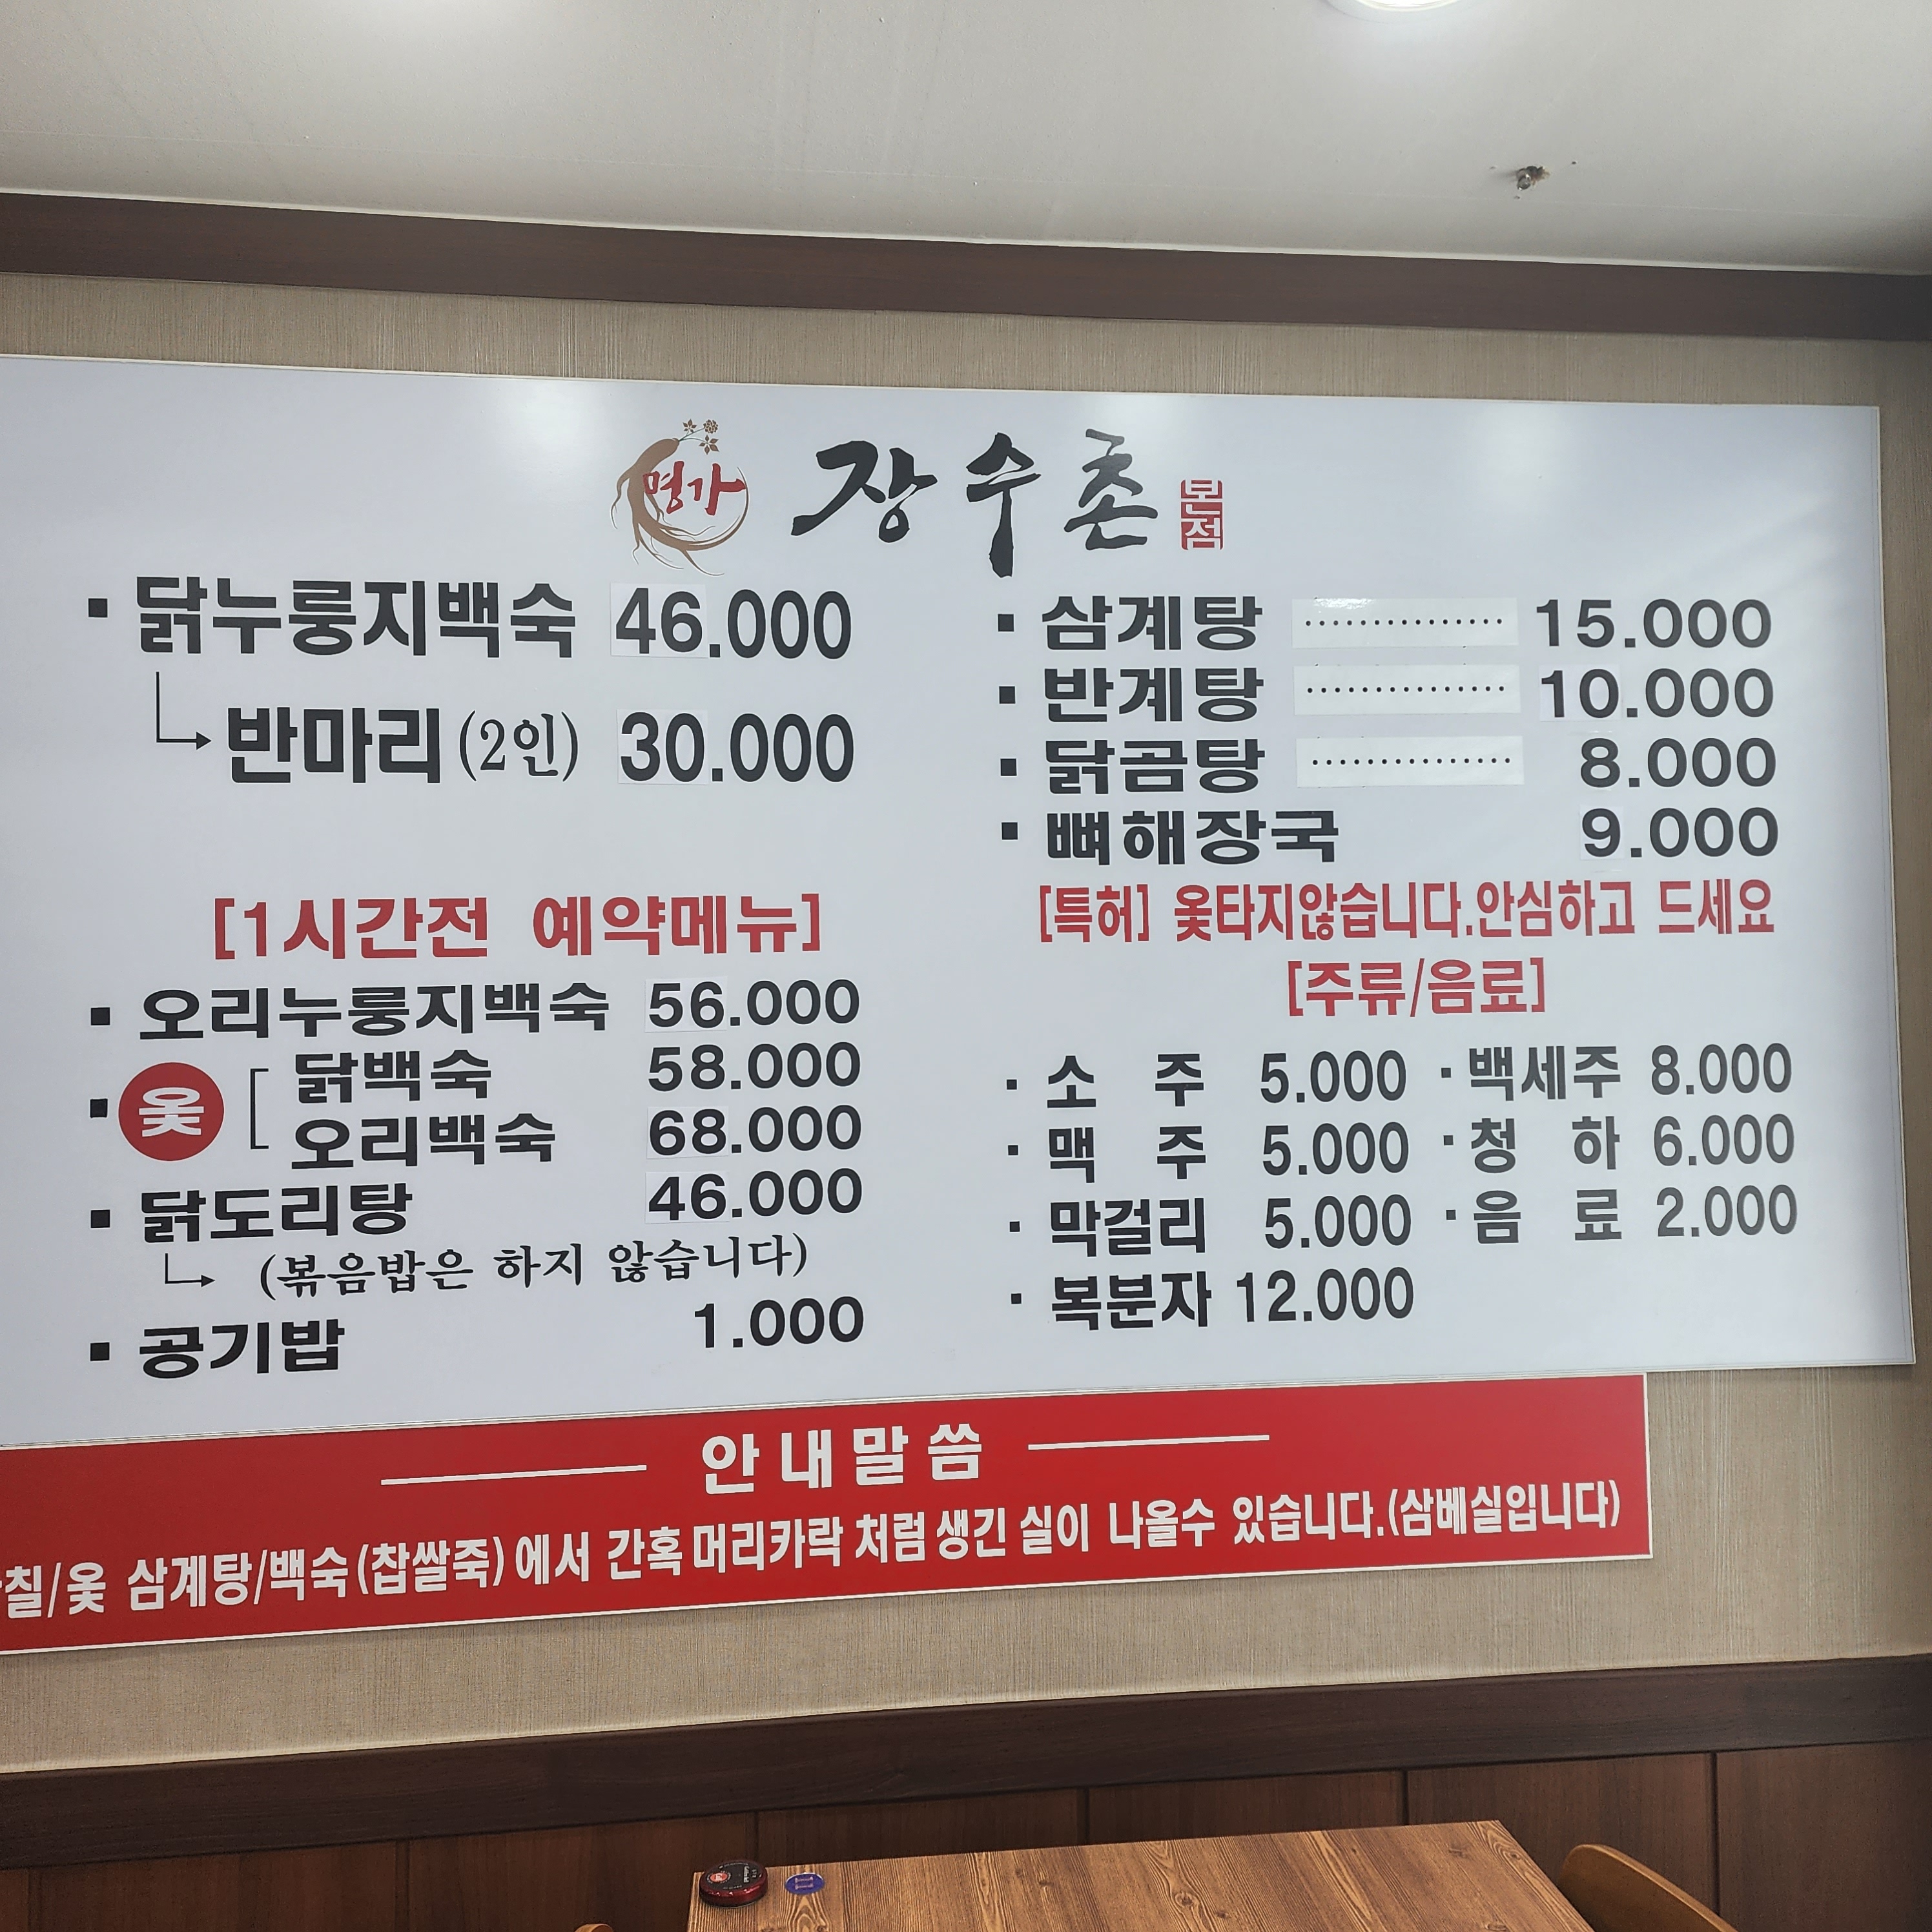 명가 장수촌 본점
· 닭누룽지백숙 46.000
반마리(2인) 30.000
[1시간전 예약메뉴]
· 오리누룽지백숙 56.000
· 옻 [ 닭백숙 58.000
오리백숙 68.000
· 닭도리탕 46.000
(볶음밥은 하지 않습니다)
· 공기밥 1.000
· 삼계탕 ............... 15.000
· 반계탕 ............... 10.000
· 닭곰탕 ............... 8.000
· 뼈해장국 9.000
[특허] 옻타지않습니다.안심하고 드세요
[주류/음료]
· 소 주 5.000 · 백세주 8.000
· 맥 주 5.000 · 청 하 6.000
· 막걸리 5.000 · 음 료 2.000
· 복분자 12.000
안내말씀
칠/옻 삼계탕/백숙(찹쌀죽)에서 간혹 머리카락 처럼 생긴 실이 나올수 있습니다.(삼베실입니다)